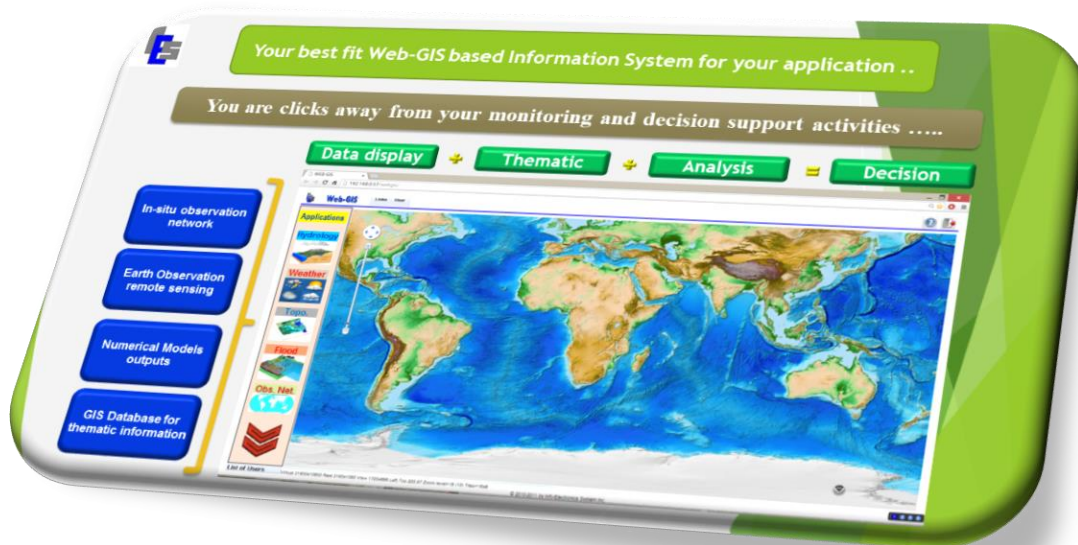 Your best fit Web-GIS based Information System for your application ..
You are clicks away from your monitoring and decision support activities .....
Data display + Thematic + Analysis = Decision
In-situ observation
network
Earth Observation
remote sensing
Numerical Models
outputs
GIS Database for
thematic information
Web-GIS
Applications
Hydrology
Weather
Topo.
Flood
Obs. Net.
List of Users